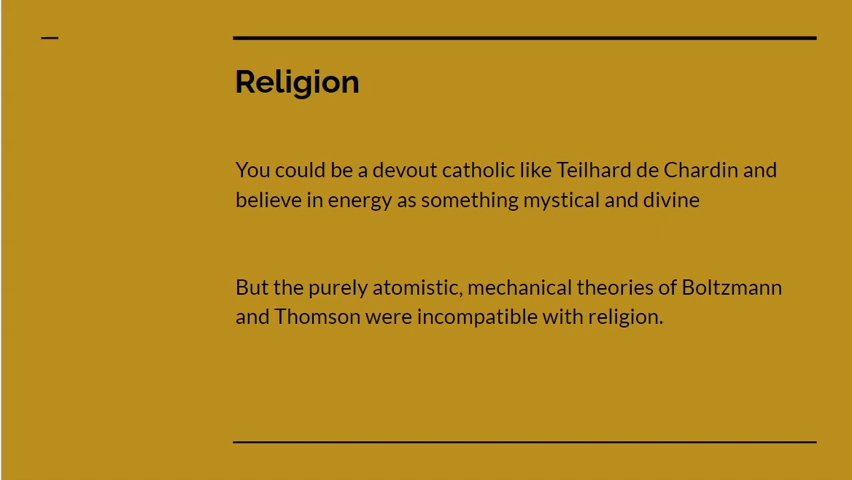 Religion
You could be a devout catholic like Teilhard de Chardin and
believe in energy as something mystical and divine
But the purely atomistic, mechanical theories of Boltzmann
and Thomson were incompatible with religion.